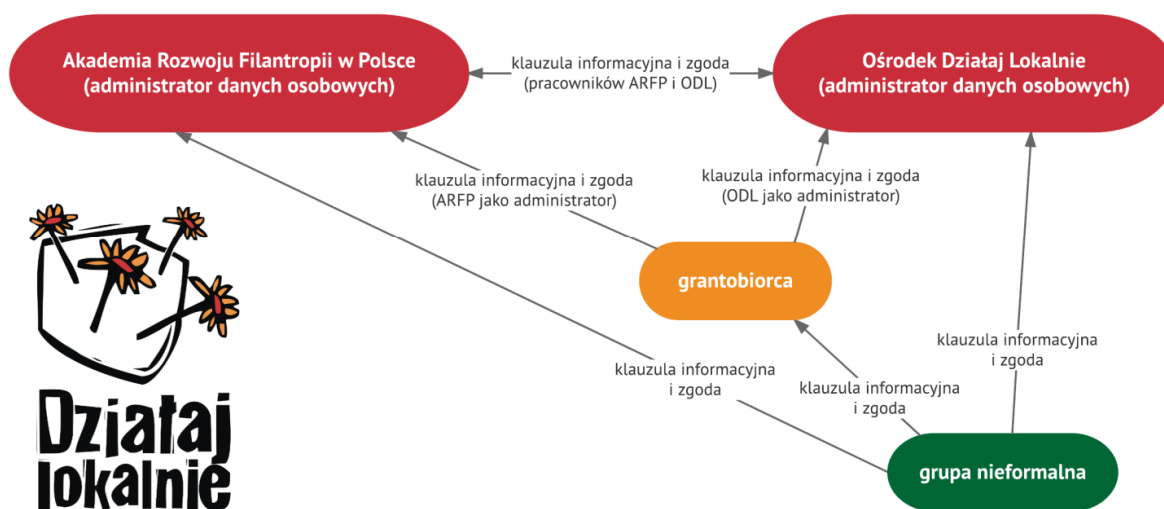 Akademia Rozwoju Filantropii w Polsce
(administrator danych osobowych)
klauzula informacyjna i zgoda
(pracowników ARFP i ODL)
Ośrodek Działaj Lokalnie
(administrator danych osobowych)
klauzula informacyjna i zgoda
(ARFP jako administrator)
klauzula informacyjna i zgoda
(ODL jako administrator)
grantobiorca
klauzula informacyjna
i zgoda
klauzula informacyjna
i zgoda
klauzula informacyjna
i zgoda
grupa nieformalna
Działaj
lokalnie